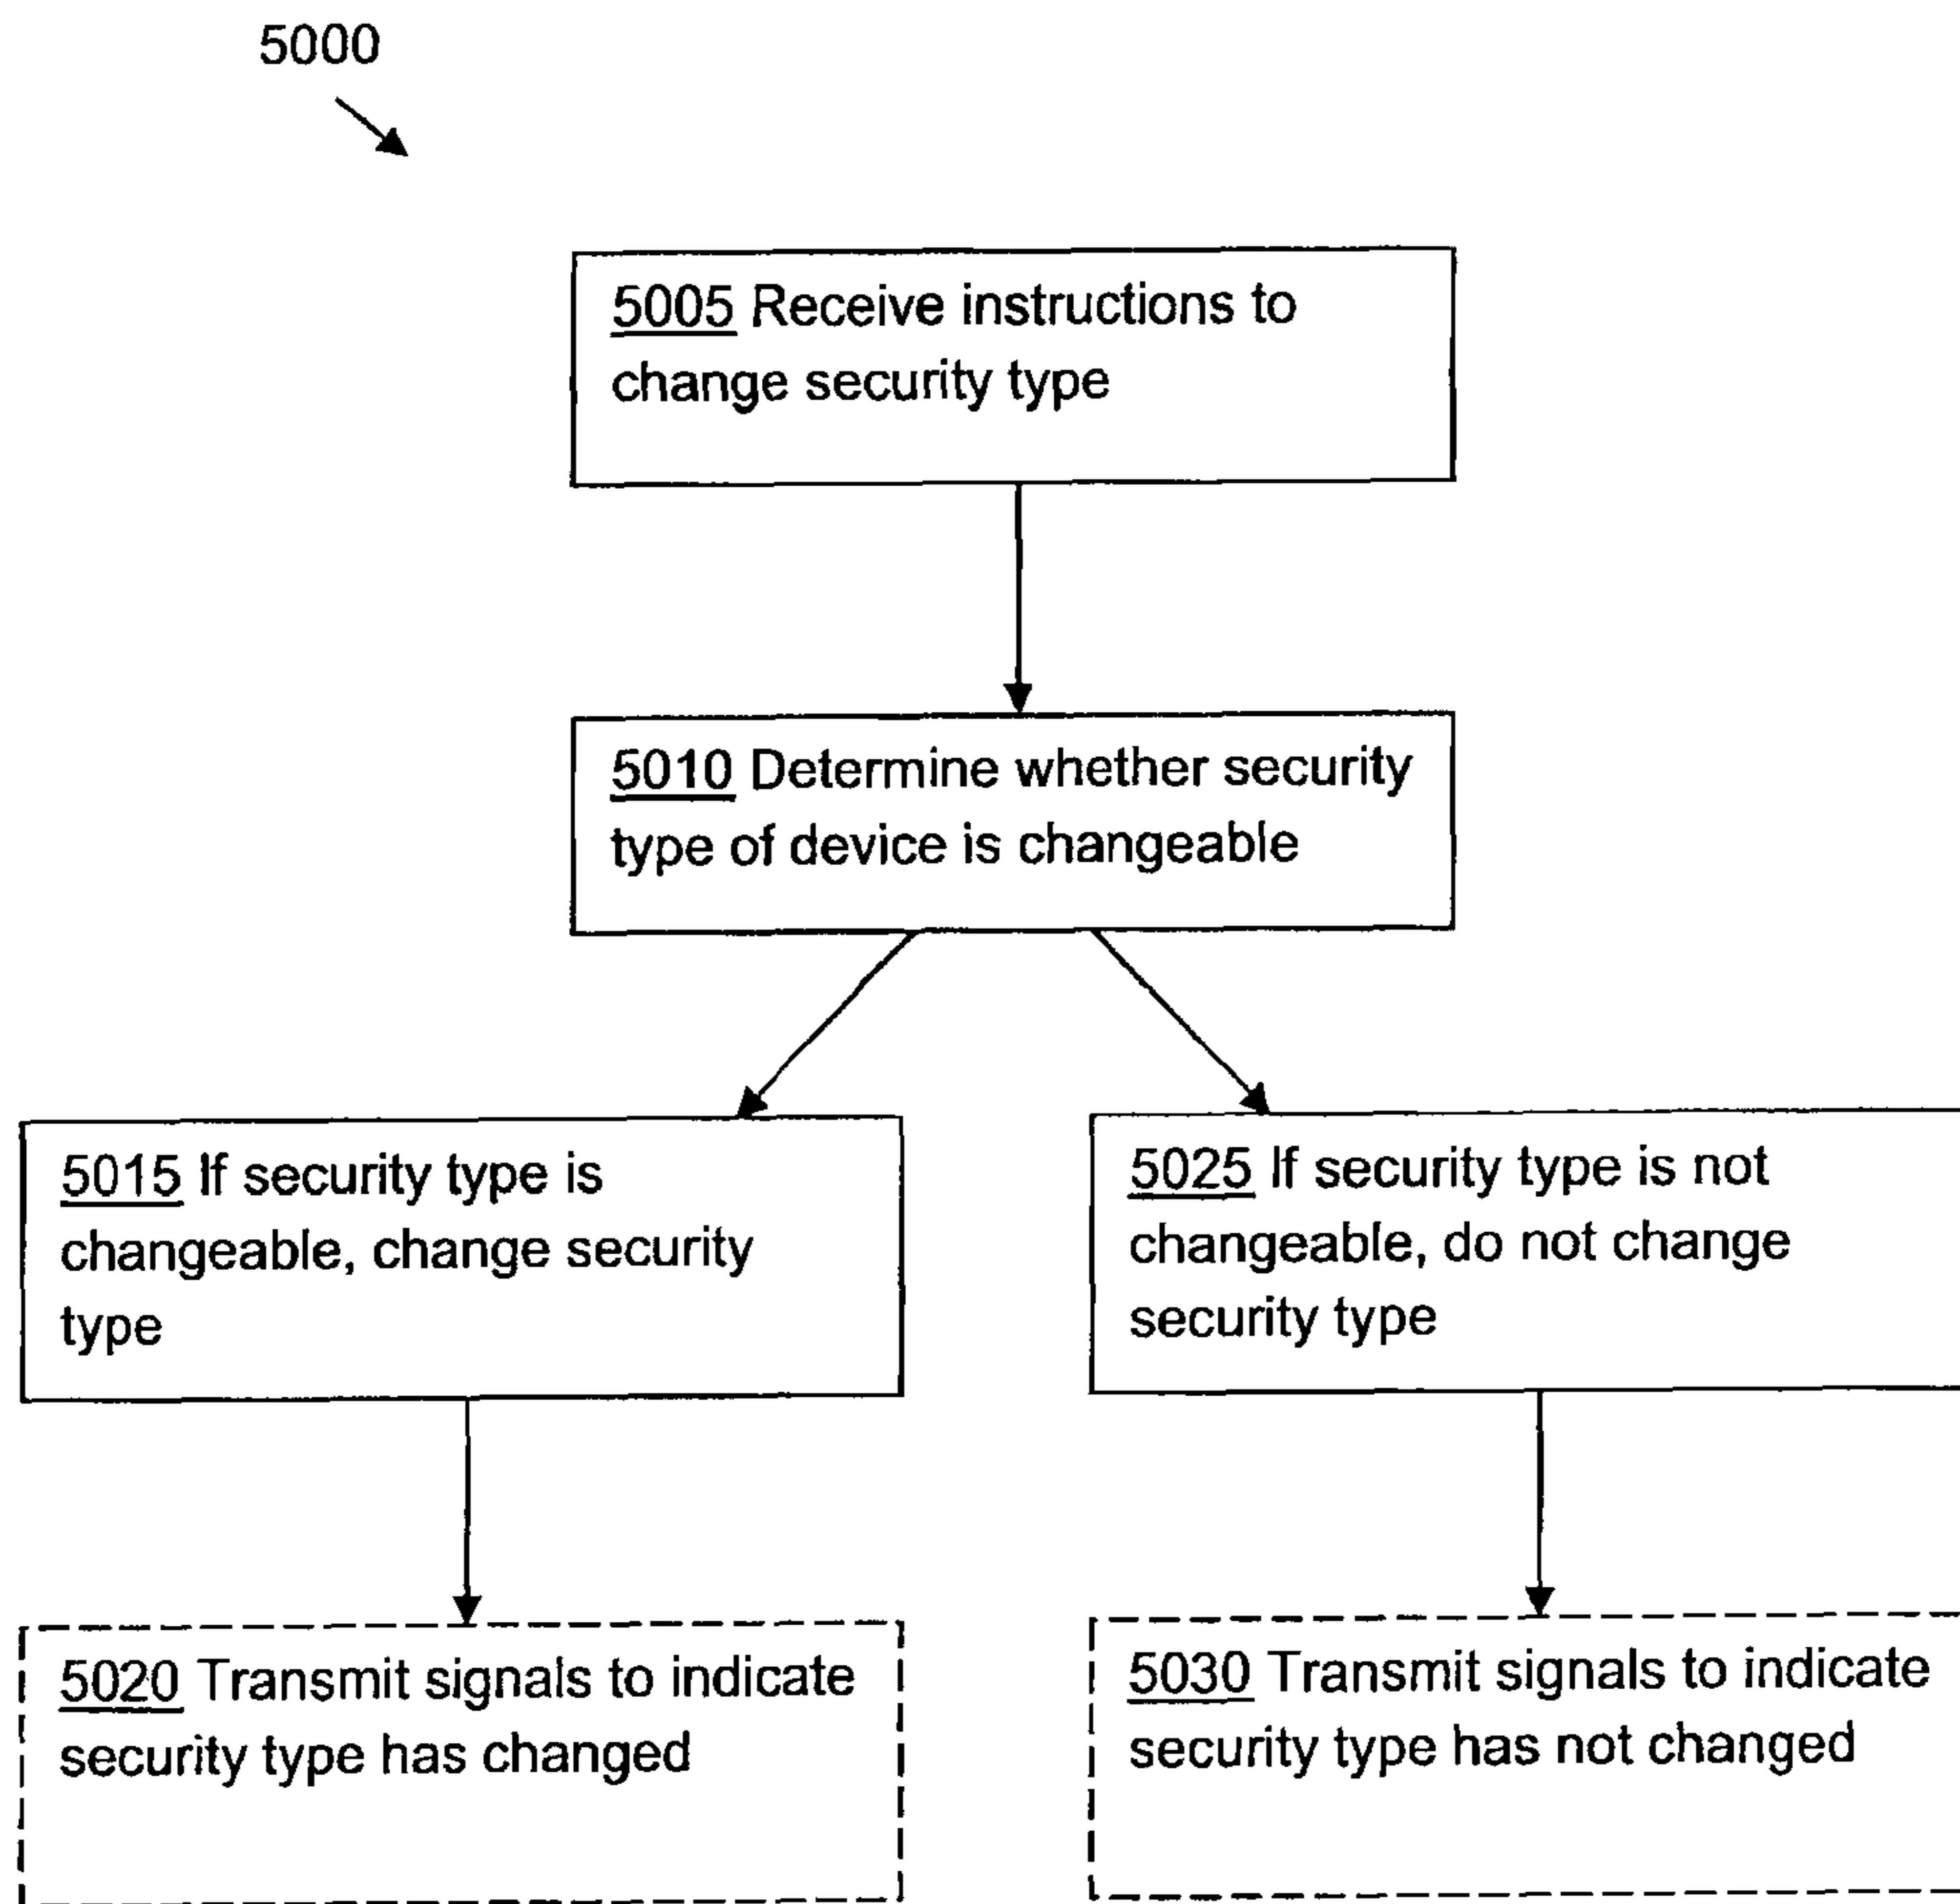 5000
5005 Receive instructions to
change security type
5010 Determine whether security
type of device is changeable
5015 If security type is
changeable, change security
type
5025 If security type is not
changeable, do not change
security type
5020 Transmit signals to indicate
security type has changed
5030 Transmit signals to indicate
security type has not changed